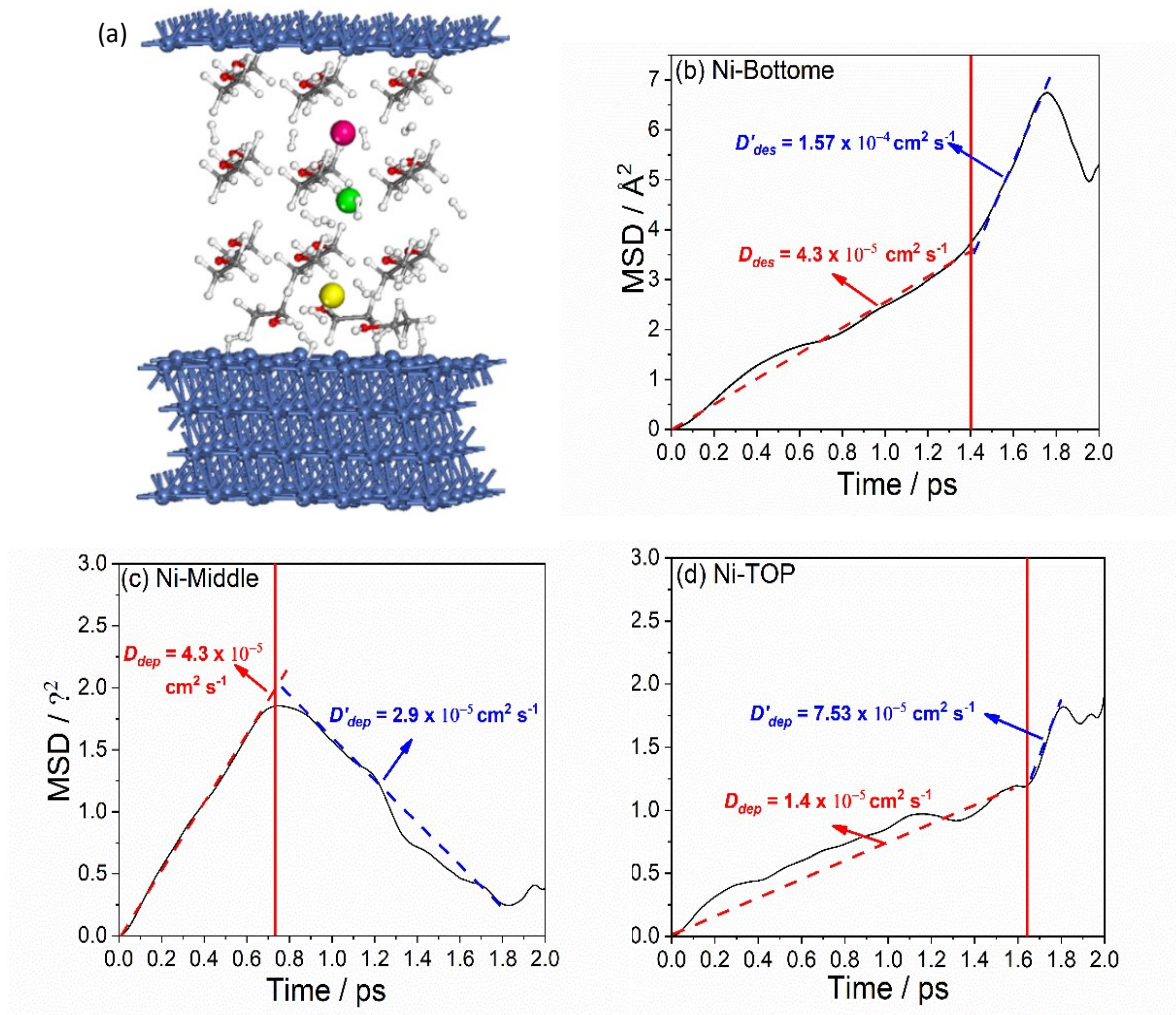 (a)
(b) Ni-Bottome
MSD / Å²
7
6
5
4
3
2
1
0
D'des = 1.57 x 10⁻⁴ cm² s⁻¹
Ddes = 4.3 x 10⁻⁵ cm² s⁻¹
0.0 0.2 0.4 0.6 0.8 1.0 1.2 1.4 1.6 1.8 2.0
Time / ps
(c) Ni-Middle
MSD / ?²
3.0
2.5
2.0
1.5
1.0
0.5
0.0
Ddep = 4.3 x 10⁻⁵
cm² s⁻¹
D'dep = 2.9 x 10⁻⁵ cm² s⁻¹
0.0 0.2 0.4 0.6 0.8 1.0 1.2 1.4 1.6 1.8 2.0
Time / ps
(d) Ni-TOP
3.0
2.5
2.0
1.5
1.0
0.5
0.0
D'dep = 7.53 x 10⁻⁵ cm² s⁻¹
Ddep = 1.4 x 10⁻⁵ cm² s⁻¹
0.0 0.2 0.4 0.6 0.8 1.0 1.2 1.4 1.6 1.8 2.0
Time / ps